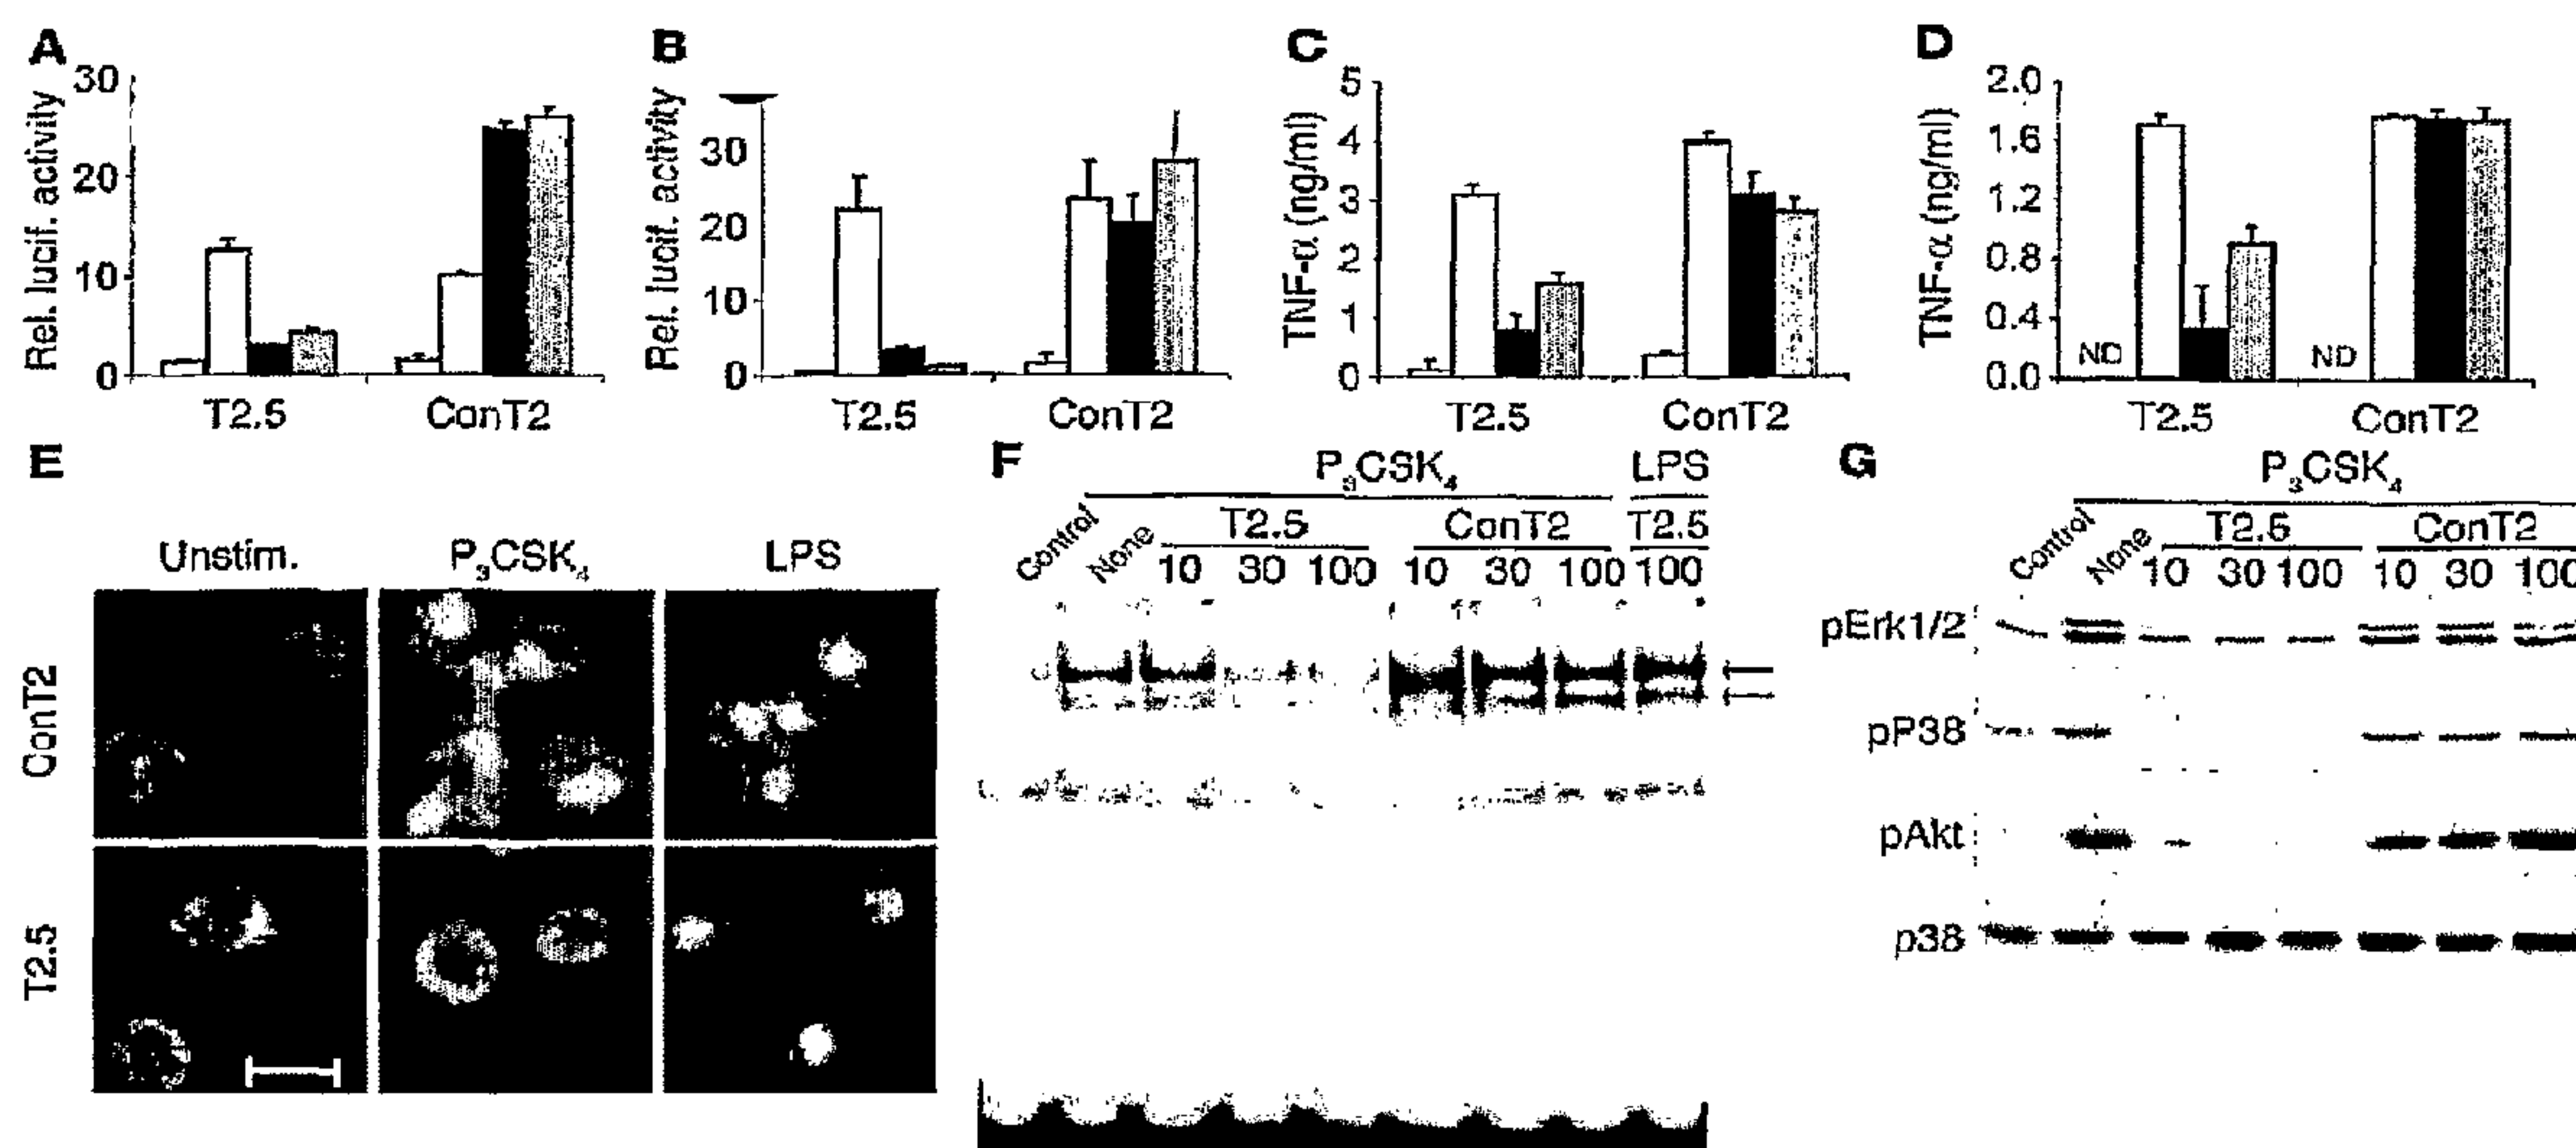 A
30
20
10
0
Rel. lucif. activity
T2.5 ConT2
B
30
20
10
0
Rel. lucif. activity
T2.5 ConT2
C
5
4
3
2
1
0
TNF-α (ng/ml)
T2.5 ConT2
D
2.0
1.6
1.2
0.8
0.4
0.0
TNF-α (ng/ml)
ND ND
T2.5 ConT2
E
Unstim. P₃CSK₄ LPS
ConT2
T2.5
F
P₃CSK₄ LPS
Control None T2.5 ConT2 T2.5
10 30 100 10 30 100 100
G
P₃CSK₄
Control None T2.5 ConT2
10 30 100 10 30 100
pErk1/2
pP38
pAkt
p38